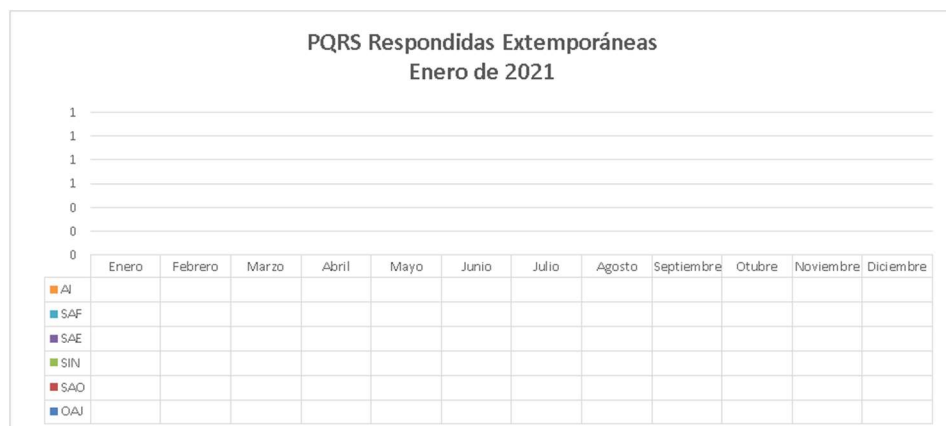 PQRS Respondidas Extemporáneas
Enero de 2021
1
1
1
1
0
0
0
Enero Febrero Marzo Abril Mayo Junio Julio Agosto Septiembre Otubre Noviembre Diciembre
AI
SAF
SAE
SIN
SAO
OAJ